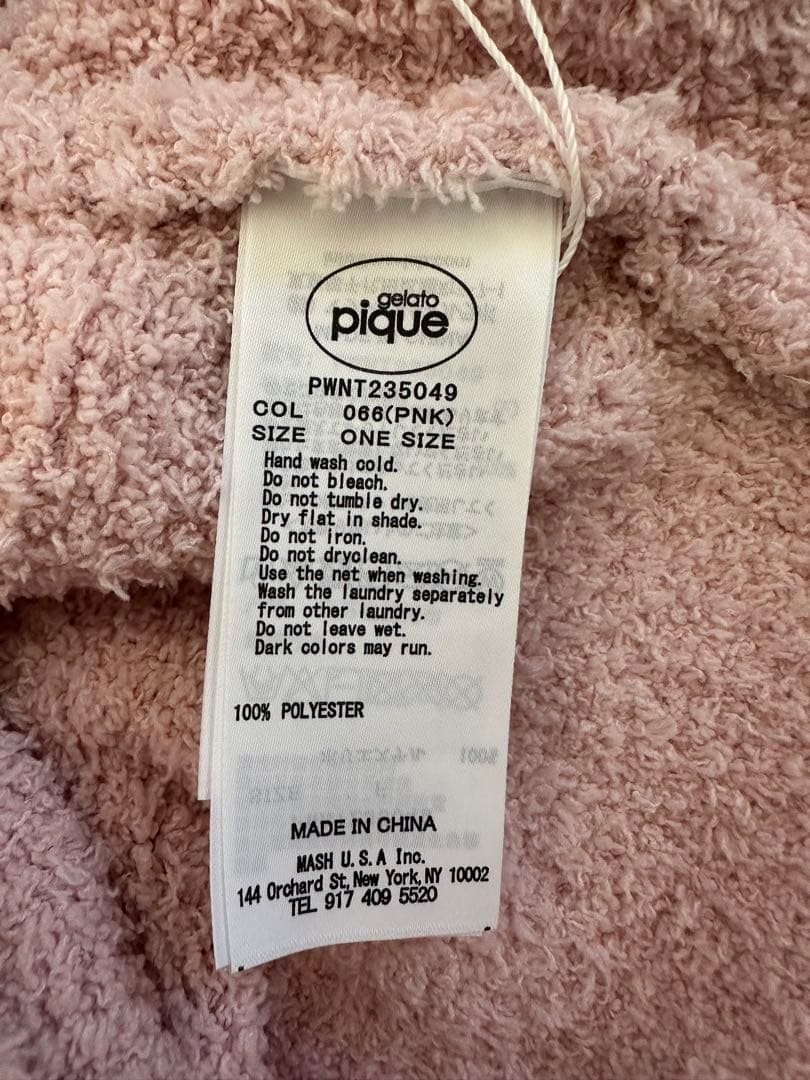 gelato
pique
PWNT235049
COL 066(PNK)
SIZE ONE SIZE
Hand wash cold.
Do not bleach.
Do not tumble dry.
Dry flat in shade.
Do not iron.
Do not dryclean.
Use the net when washing.
Wash the laundry separately
from other laundry.
Do not leave wet.
Dark colors may run.
100% POLYESTER
MADE IN CHINA
MASH U.S.A Inc.
144 Orchard St, New York, NY 10002
TEL 917 409 5520